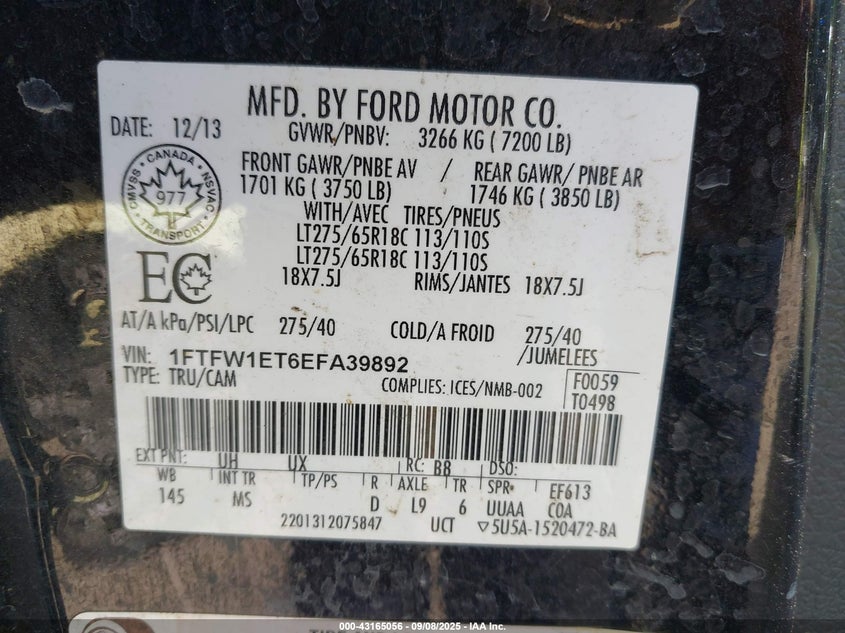 MFD. BY FORD MOTOR CO.
DATE: 12/13
GVWR/PNBV: 3266 KG ( 7200 LB)
FRONT GAWR/PNBE AV / REAR GAWR/ PNBE AR
1701 KG ( 3750 LB) 1746 KG ( 3850 LB)
WITH/AVEC TIRES/PNEUS
LT275/65R18C 113/110S
LT275/65R18C 113/110S
18X7.5J RIMS/JANTES 18X7.5J
CANADA
CMVSS NSVAC
977
TRANSPORT
EC
AT/A kPa/PSI/LPC 275/40 COLD/A FROID 275/40
/JUMELEES
VIN: 1FTFW1ET6EFA39892
TYPE: TRU/CAM COMPLIES: ICES/NMB-002
F0059
T0498
EXT PNT: UH UX RC: B8 DSO:
WB INT TR TP/PS R AXLE TR SPR EF613
145 MS D L9 6 UUAA COA
2201312075847 UCT ▽5U5A-1520472-BA
000-43165056 - 09/08/2025 - IAA Inc.